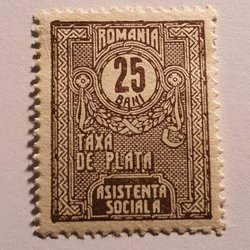 ROMANIA
25
BANI
TAXA
DE PLATA
ASISTENTA
SOCIALA